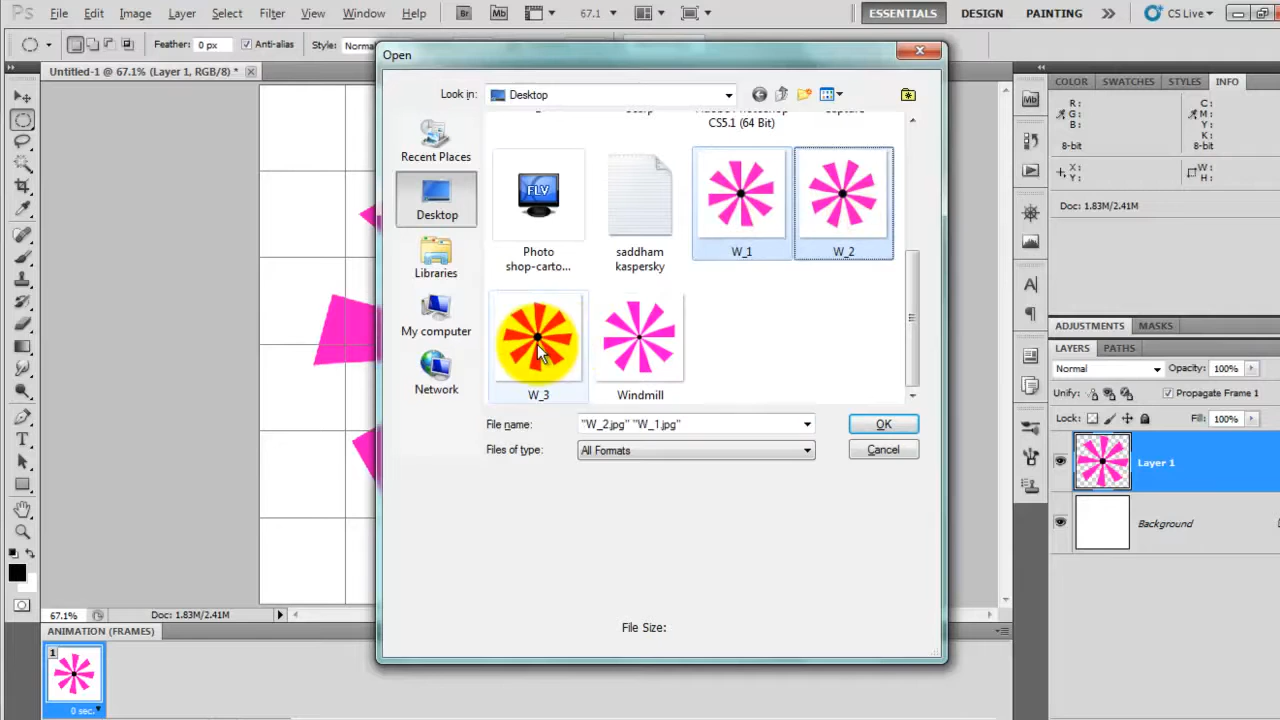 PS File Edit Image Layer Select Filter View Window Help Br Mb 67.1 ESSENTIALS DESIGN PAINTING CS Live
Feather: 0 px Anti-alias Style: Norma
Untitled-1 @ 67.1% (Layer 1, RGB/8) *
Open
Look in: Desktop
CS5.1 (64 Bit)
Recent Places
Desktop
Libraries
My computer
Network
FLV
Photo
shop-carto...
saddham
kaspersky
W_1
W_2
W_3
Windmill
File name: "W_2.jpg" "W_1.jpg" OK
Files of type: All Formats Cancel
File Size:
COLOR SWATCHES STYLES INFO
R: C:
G: M:
B: Y:
K:
8-bit 8-bit
X: W:
Y: H:
Doc: 1.83M/2.41M
Mb
ADJUSTMENTS MASKS
LAYERS PATHS
Normal Opacity: 100%
Unify: Propagate Frame 1
Lock: Fill: 100%
Layer 1
Background
67.1% Doc: 1.83M/2.41M
ANIMATION (FRAMES)
1
0 sec.